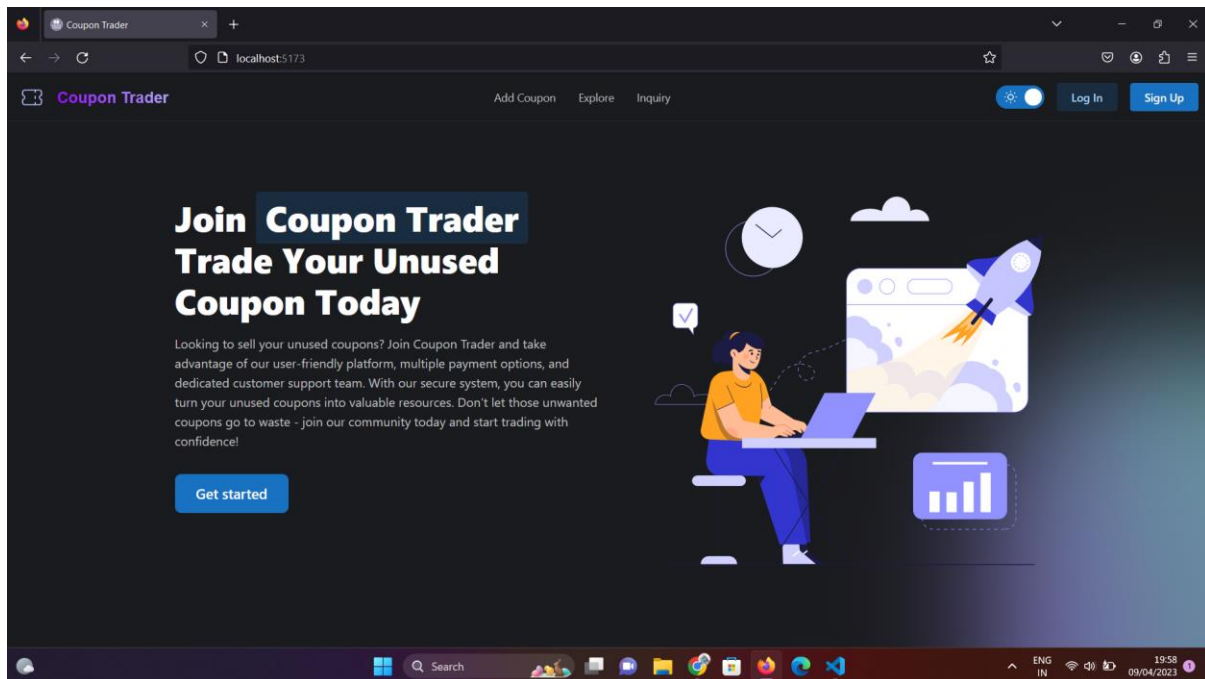 Coupon Trader
localhost:5173
Coupon Trader
Add Coupon Explore Inquiry
Log In
Sign Up
Join Coupon Trader
Trade Your Unused
Coupon Today
Looking to sell your unused coupons? Join Coupon Trader and take
advantage of our user-friendly platform, multiple payment options, and
dedicated customer support team. With our secure system, you can easily
turn your unused coupons into valuable resources. Don't let those unwanted
coupons go to waste - join our community today and start trading with
confidence!
Get started
Search
ENG
IN
19:58
09/04/2023
1